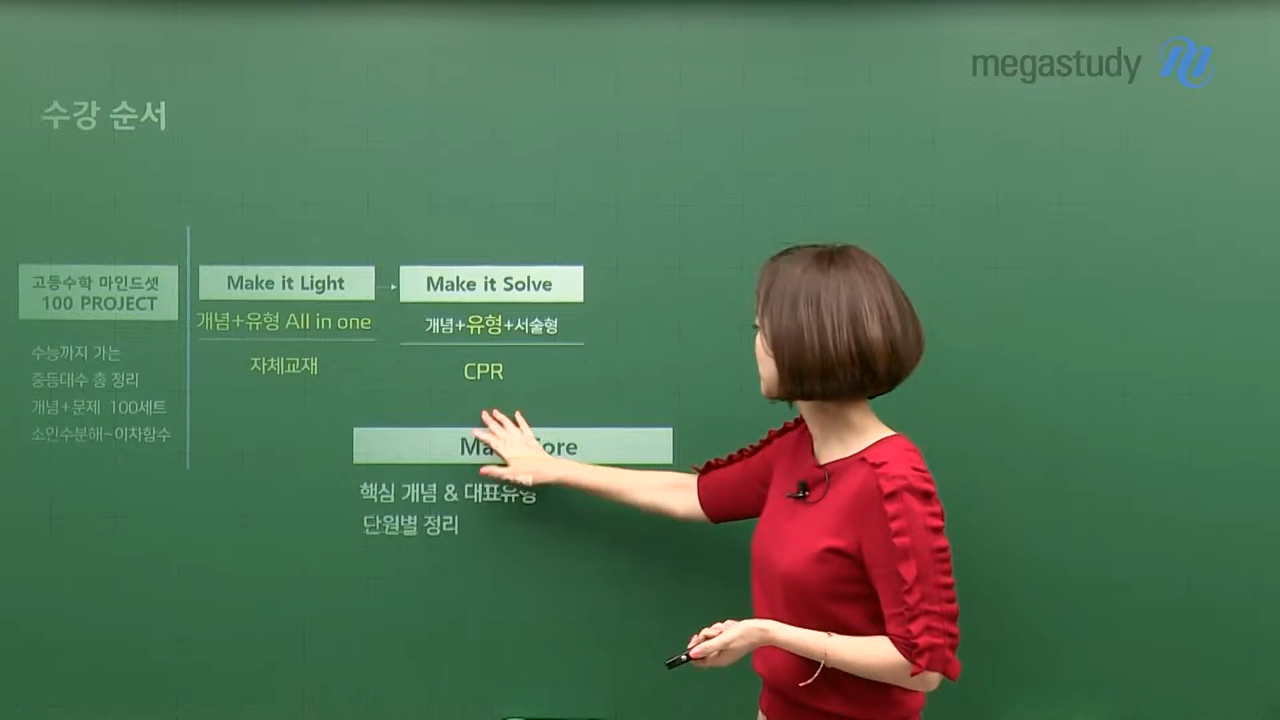 megastudy
수강 순서
고등수학 마인드셋
100 PROJECT
수능까지 가는
중등대수 총 정리
개념+문제 100세트
소인수분해~이차함수
Make it Light
개념+유형 All in one
자체교재
Make it Solve
개념+유형+서술형
CPR
핵심 개념 & 대표유형
단원별 정리